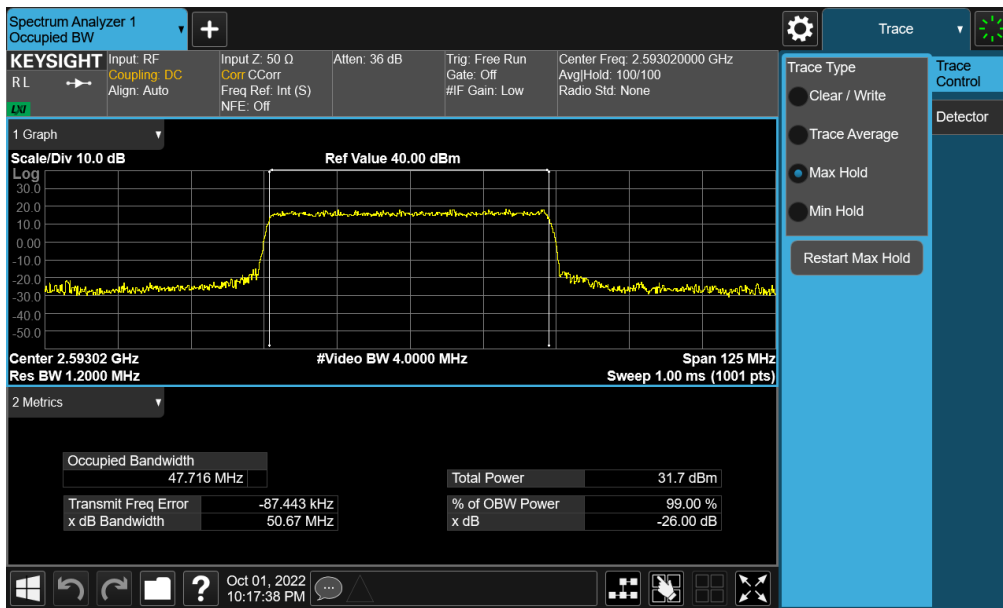 Spectrum Analyzer 1
Occupied BW
+
Trace
KEYSIGHT
R L
LXI
Input: RF
Coupling: DC
Align: Auto
Input Z: 50 Ω
Corr CCorr
Freq Ref: Int (S)
NFE: Off
Atten: 36 dB
Trig: Free Run
Gate: Off
#IF Gain: Low
Center Freq: 2.593020000 GHz
Avg|Hold: 100/100
Radio Std: None
Trace Type
Clear / Write
Trace Average
Max Hold
Min Hold
Restart Max Hold
Trace
Control
Detector
1 Graph
Scale/Div 10.0 dB
Ref Value 40.00 dBm
Log
30.0
20.0
10.0
0.00
-10.0
-20.0
-30.0
-40.0
-50.0
Center 2.59302 GHz
#Video BW 4.0000 MHz
Span 125 MHz
Res BW 1.2000 MHz
Sweep 1.00 ms (1001 pts)
2 Metrics
Occupied Bandwidth
47.716 MHz
Total Power 31.7 dBm
Transmit Freq Error -87.443 kHz
% of OBW Power 99.00 %
x dB Bandwidth 50.67 MHz
x dB -26.00 dB
?
Oct 01, 2022
10:17:38 PM